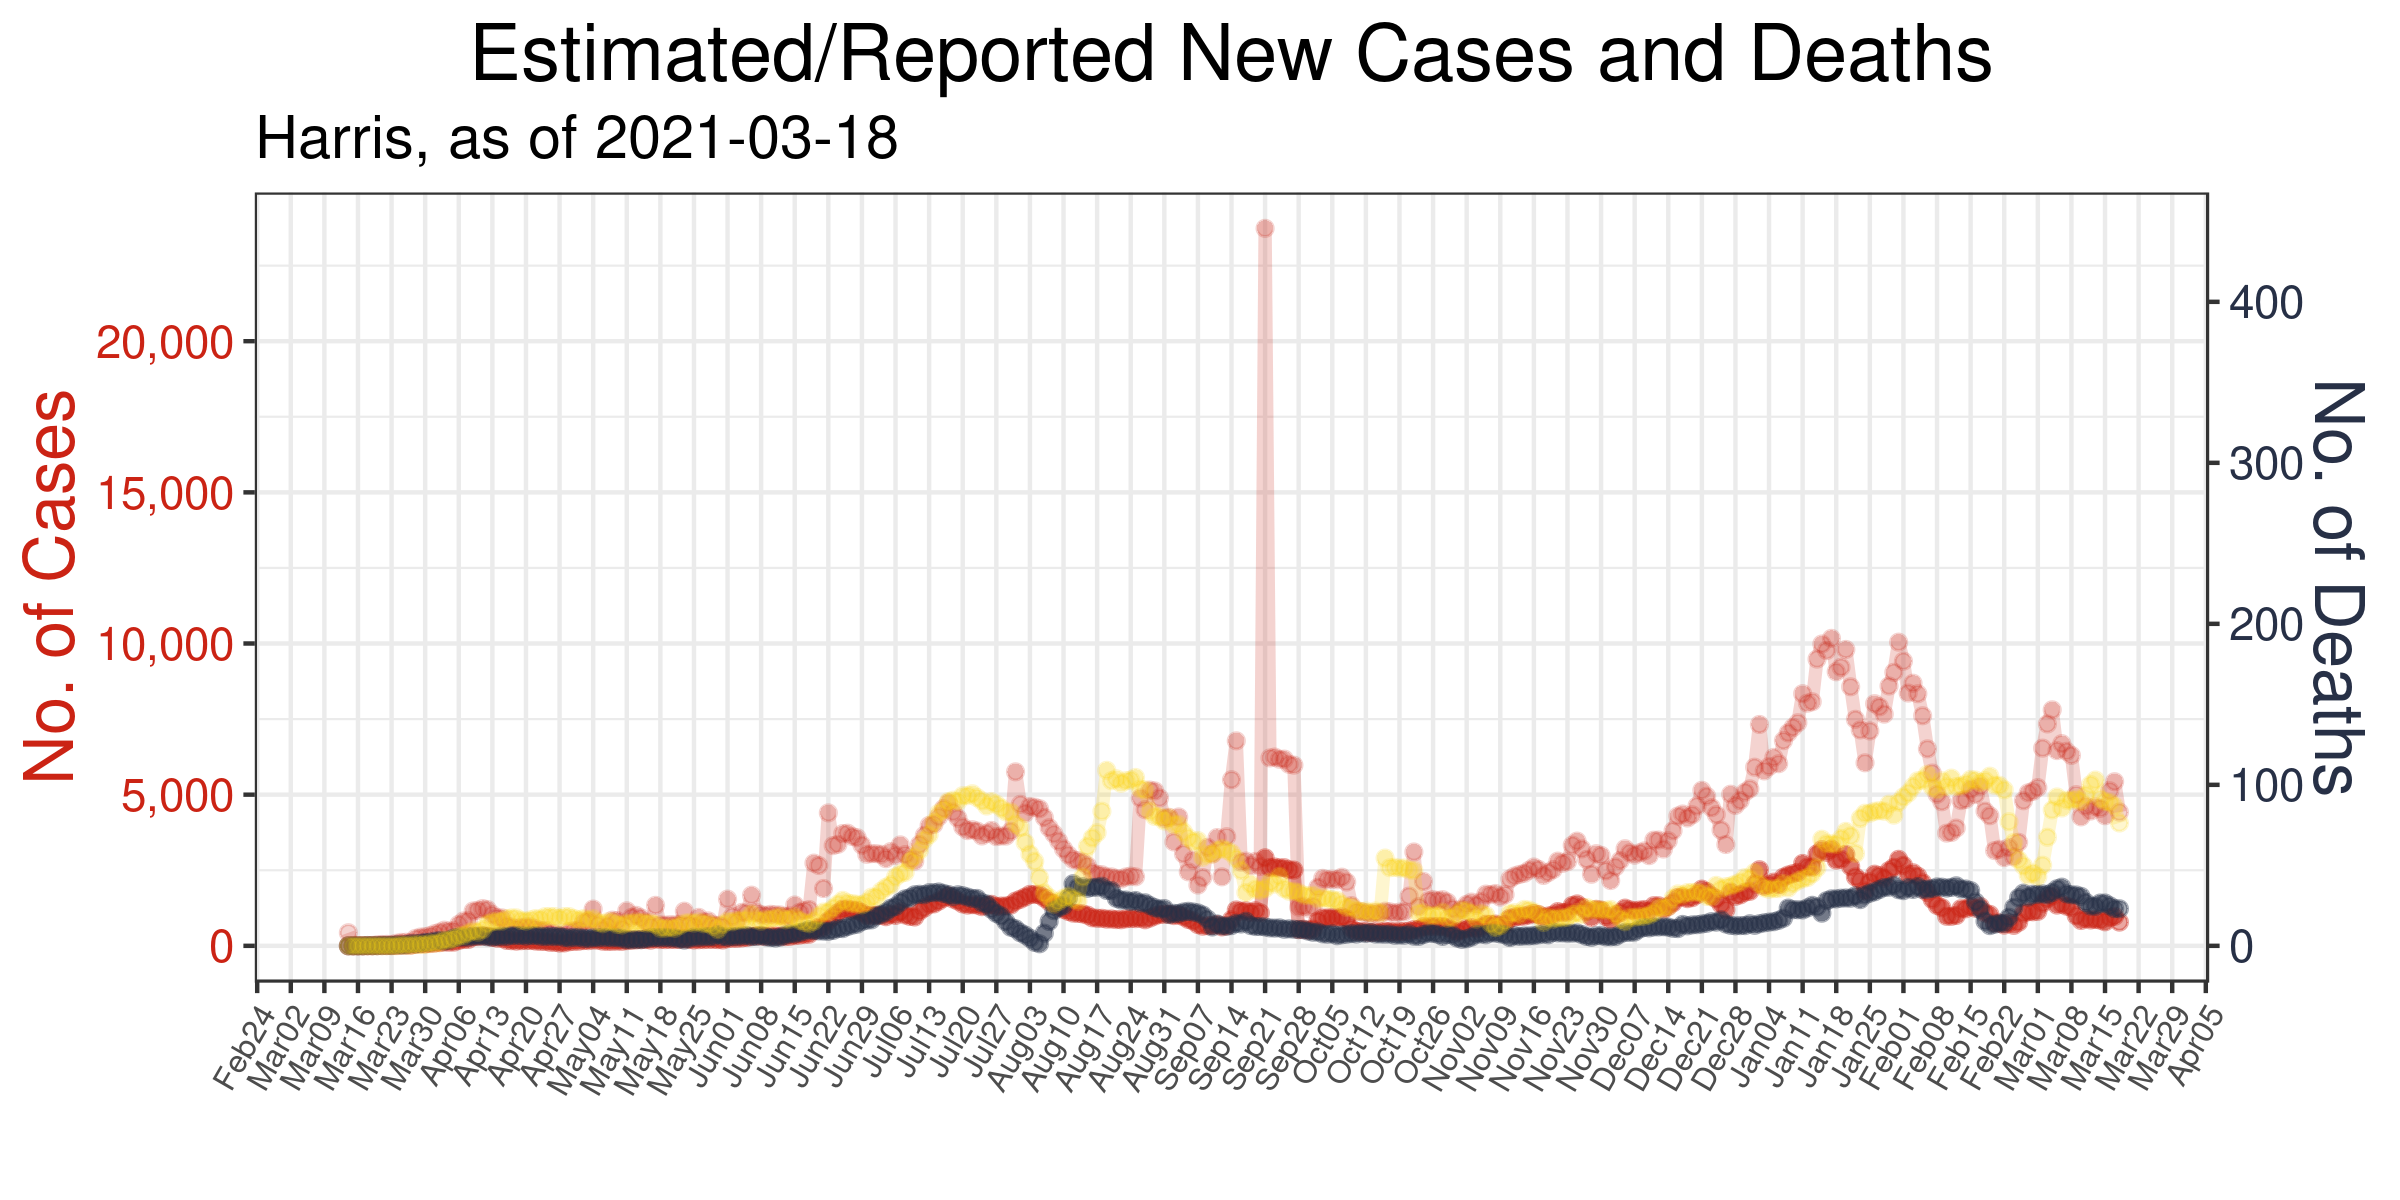 Estimated/Reported New Cases and Deaths
Harris, as of 2021-03-18
No. of Cases
20,000
15,000
10,000
5,000
0
400
300
200
100
0
No. of Deaths
Feb24
Mar02
Mar09
Mar16
Mar23
Mar30
Apr06
Apr13
Apr20
Apr27
May04
May11
May18
May25
Jun01
Jun08
Jun15
Jun22
Jun29
Jul06
Jul13
Jul20
Jul27
Aug03
Aug10
Aug17
Aug24
Aug31
Sep07
Sep14
Sep21
Sep28
Oct05
Oct12
Oct19
Oct26
Nov02
Nov09
Nov16
Nov23
Nov30
Dec07
Dec14
Dec21
Dec28
Jan04
Jan11
Jan18
Jan25
Feb01
Feb08
Feb15
Feb22
Mar01
Mar08
Mar15
Mar22
Mar29
Apr05